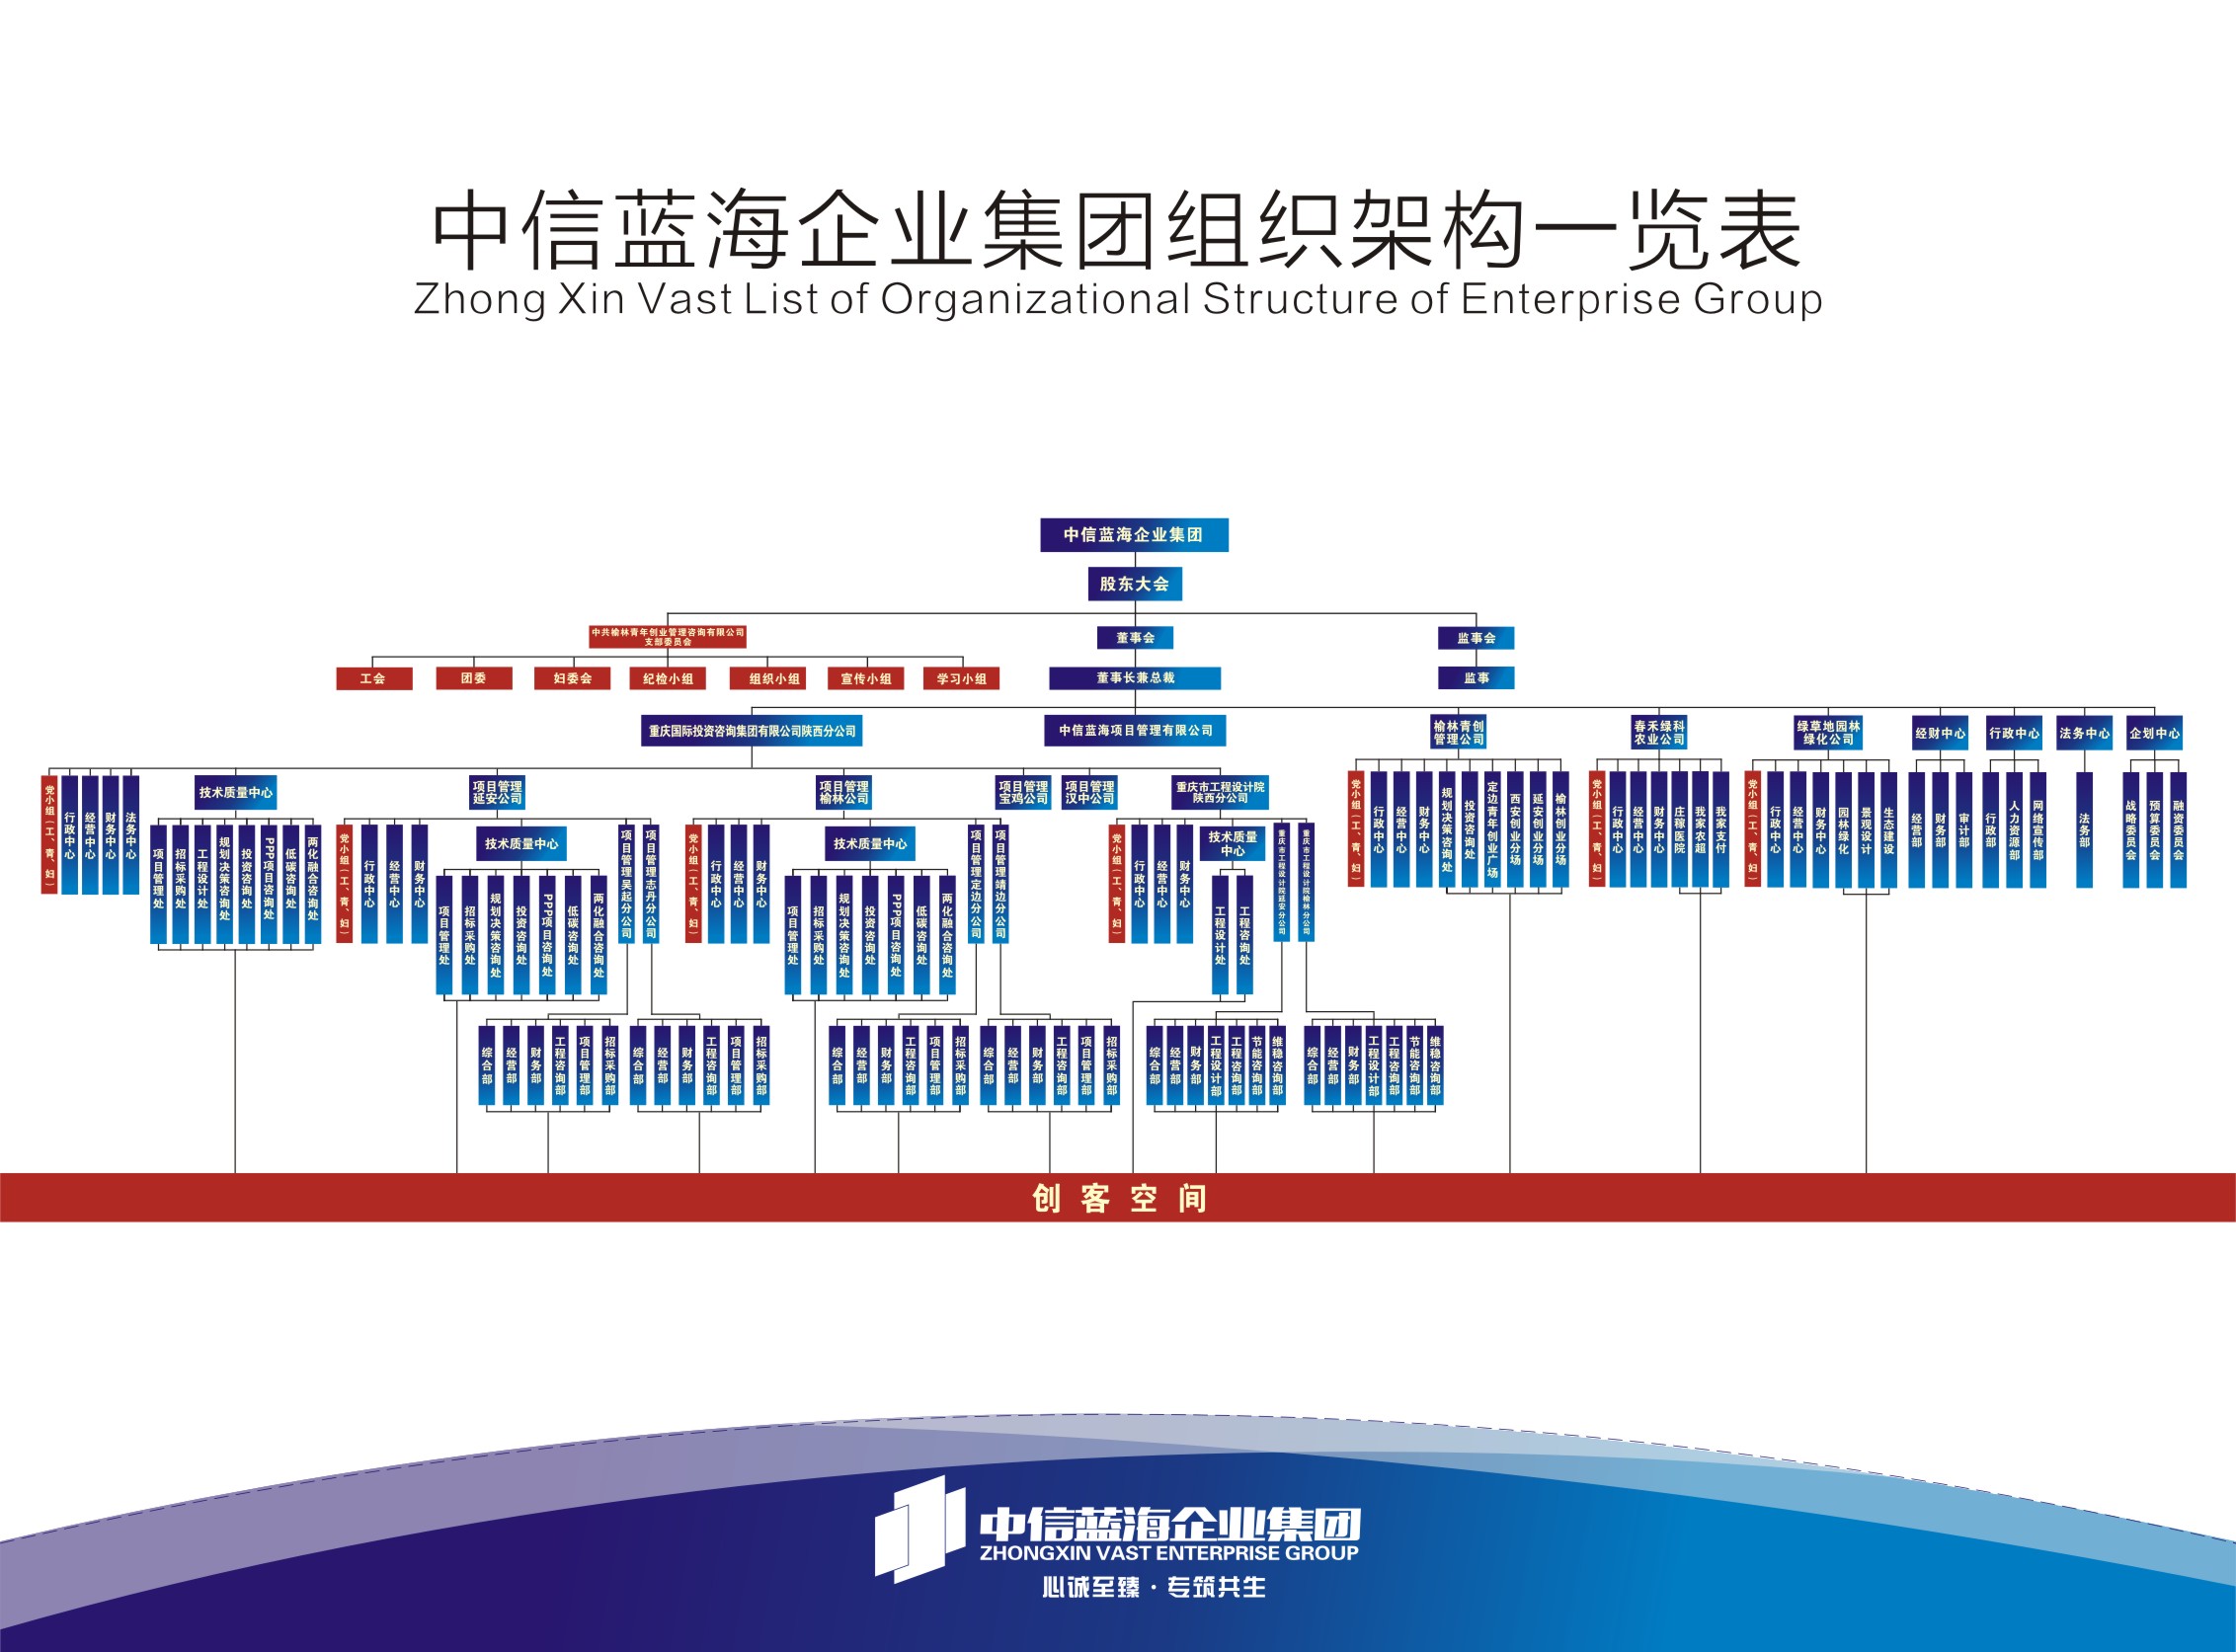 中信蓝海企业集团组织架构一览表
Zhong Xin Vast List of Organizational Structure of Enterprise Group
中信蓝海企业集团
股东大会
中共榆林青年创业管理咨询有限公司
支部委员会
董事会
监事会
工会
团委
妇委会
纪检小组
组织小组
宣传小组
学习小组
董事长兼总裁
监事
重庆国际投资咨询集团有限公司陕西分公司
中信蓝海项目管理有限公司
榆林青创
管理公司
春禾绿科
农业公司
绿草地园林
绿化公司
经财中心
行政中心
法务中心
企划中心
党小组（工、青、妇）
行政中心
经营中心
财务中心
法务中心
技术质量中心
项目管理
延安公司
项目管理
榆林公司
项目管理
宝鸡公司
项目管理
汉中公司
重庆市工程设计院
陕西分公司
党小组（工、青、妇）
行政中心
经营中心
财务中心
规划决策咨询处
投资咨询处
定边青年创业广场
西安创业分场
延安创业分场
榆林创业分场
党小组（工、青、妇）
行政中心
经营中心
财务中心
庄稼医院
我家农超
我家支付
党小组（工、青、妇）
行政中心
经营中心
财务中心
园林绿化
景观设计
生态建设
经营部
财务部
审计部
行政部
人力资源部
网络宣传部
法务部
战略委员会
预算委员会
融资委员会
项目管理处
招标采购处
工程设计处
规划决策咨询处
投资咨询处
PPP项目咨询处
低碳咨询处
两化融合咨询处
党小组（工、青、妇）
行政中心
经营中心
财务中心
技术质量中心
项目管理吴起分公司
项目管理志丹分公司
党小组（工、青、妇）
行政中心
经营中心
财务中心
技术质量中心
项目管理定边分公司
项目管理靖边分公司
党小组（工、青、妇）
行政中心
经营中心
财务中心
技术质量
中心
重庆市工程设计院延安分公司
重庆市工程设计院榆林分公司
项目管理处
招标采购处
规划决策咨询处
投资咨询处
PPP项目咨询处
低碳咨询处
两化融合咨询处
项目管理处
招标采购处
规划决策咨询处
投资咨询处
PPP项目咨询处
低碳咨询处
两化融合咨询处
工程设计处
工程咨询处
综合部
经营部
财务部
工程咨询部
项目管理部
招标采购部
综合部
经营部
财务部
工程咨询部
项目管理部
招标采购部
综合部
经营部
财务部
工程咨询部
项目管理部
招标采购部
综合部
经营部
财务部
工程咨询部
项目管理部
招标采购部
综合部
经营部
财务部
工程设计部
工程咨询部
节能咨询部
维稳咨询部
综合部
经营部
财务部
工程设计部
工程咨询部
节能咨询部
维稳咨询部
创客空间
中信蓝海企业集团
ZHONGXIN VAST ENTERPRISE GROUP
心诚至臻·专筑共生